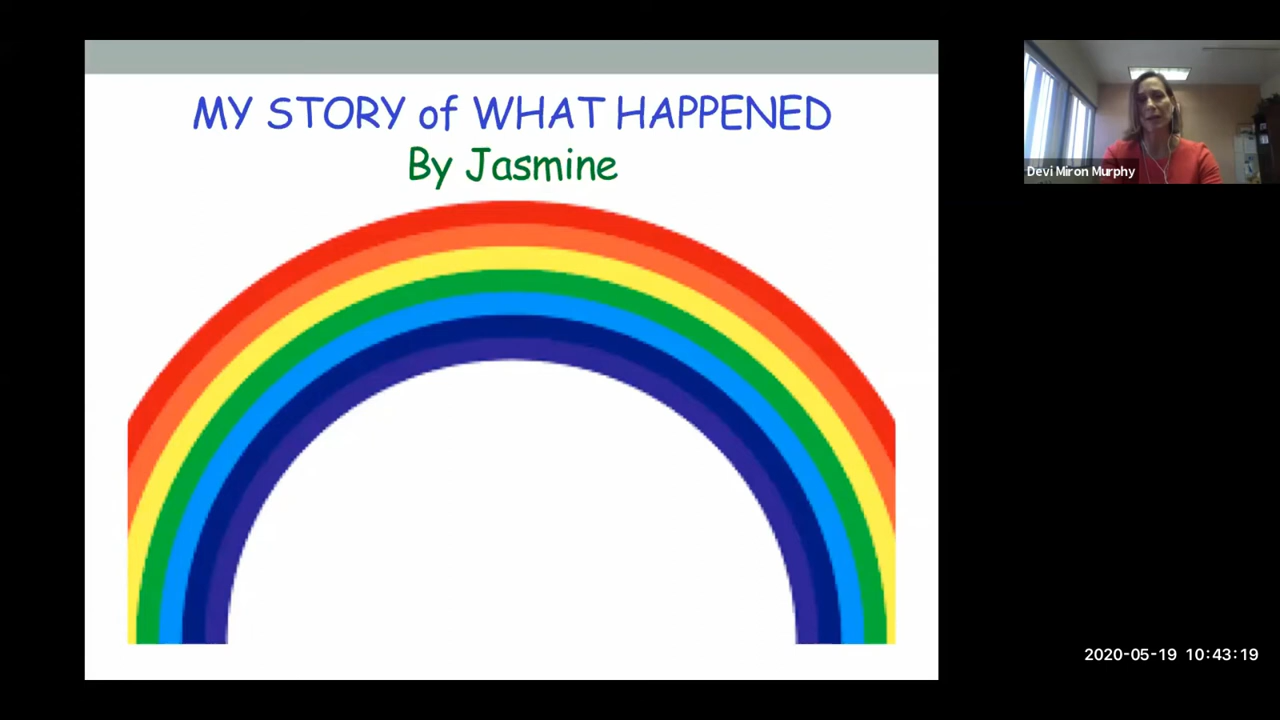 MY STORY of WHAT HAPPENED
By Jasmine
Devi Miron Murphy
2020-05-19 10:43:19